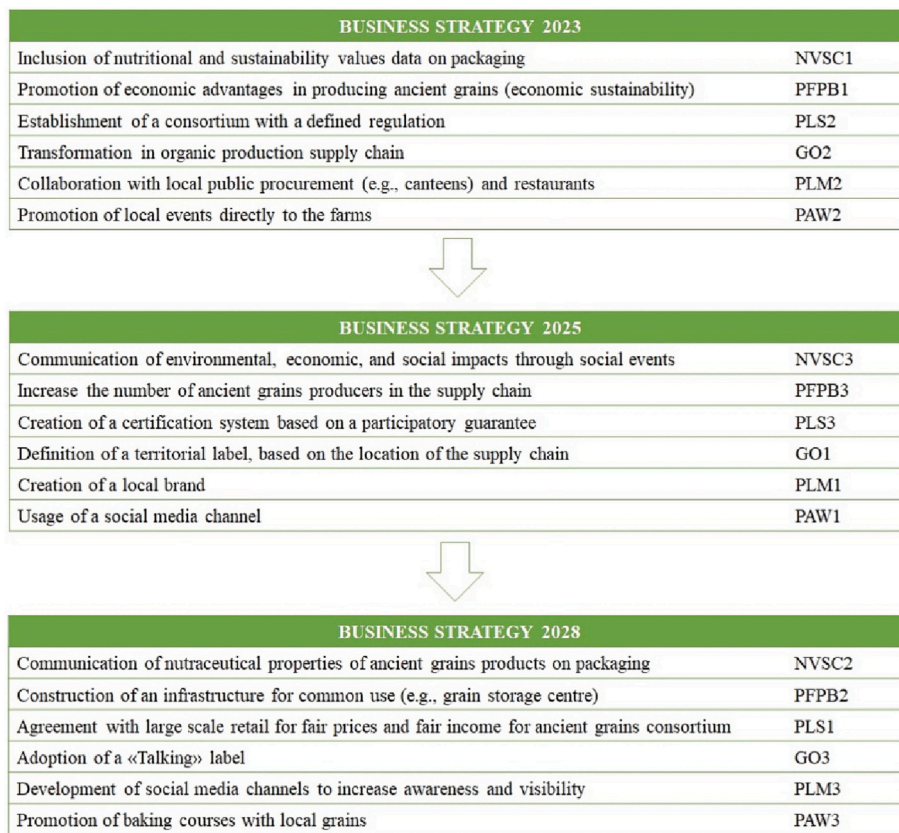 BUSINESS STRATEGY 2023
Inclusion of nutritional and sustainability values data on packaging NVSC1
Promotion of economic advantages in producing ancient grains (economic sustainability) PFPB1
Establishment of a consortium with a defined regulation PLS2
Transformation in organic production supply chain GO2
Collaboration with local public procurement (e.g., canteens) and restaurants PLM2
Promotion of local events directly to the farms PAW2
BUSINESS STRATEGY 2025
Communication of environmental, economic, and social impacts through social events NVSC3
Increase the number of ancient grains producers in the supply chain PFPB3
Creation of a certification system based on a participatory guarantee PLS3
Definition of a territorial label, based on the location of the supply chain GO1
Creation of a local brand PLM1
Usage of a social media channel PAW1
BUSINESS STRATEGY 2028
Communication of nutraceutical properties of ancient grains products on packaging NVSC2
Construction of an infrastructure for common use (e.g., grain storage centre) PFPB2
Agreement with large scale retail for fair prices and fair income for ancient grains consortium PLS1
Adoption of a «Talking» label GO3
Development of social media channels to increase awareness and visibility PLM3
Promotion of baking courses with local grains PAW3